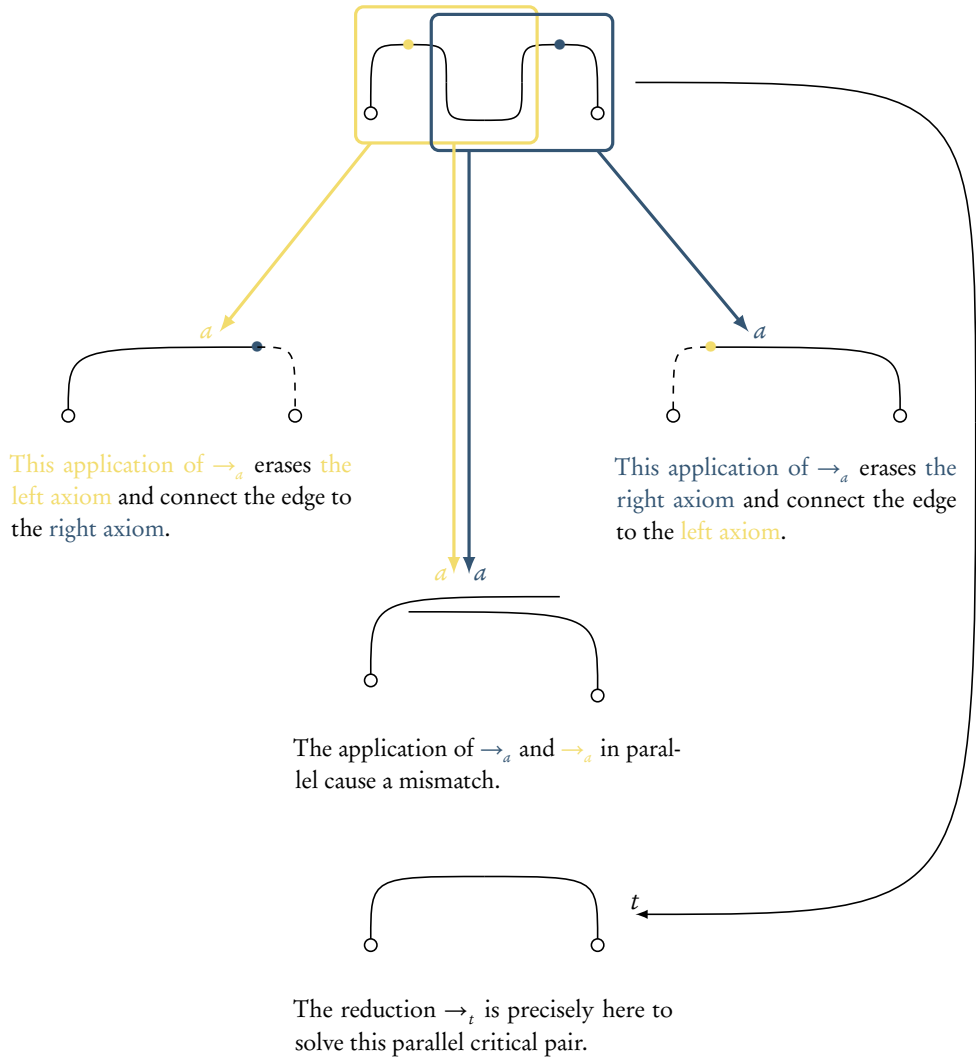 a
a
This application of →ₐ erases the
left axiom and connect the edge to
the right axiom.
This application of →ₐ erases the
right axiom and connect the edge
to the left axiom.
a a
The application of →ₐ and →ₐ in paral-
lel cause a mismatch.
t
The reduction →ₜ is precisely here to
solve this parallel critical pair.